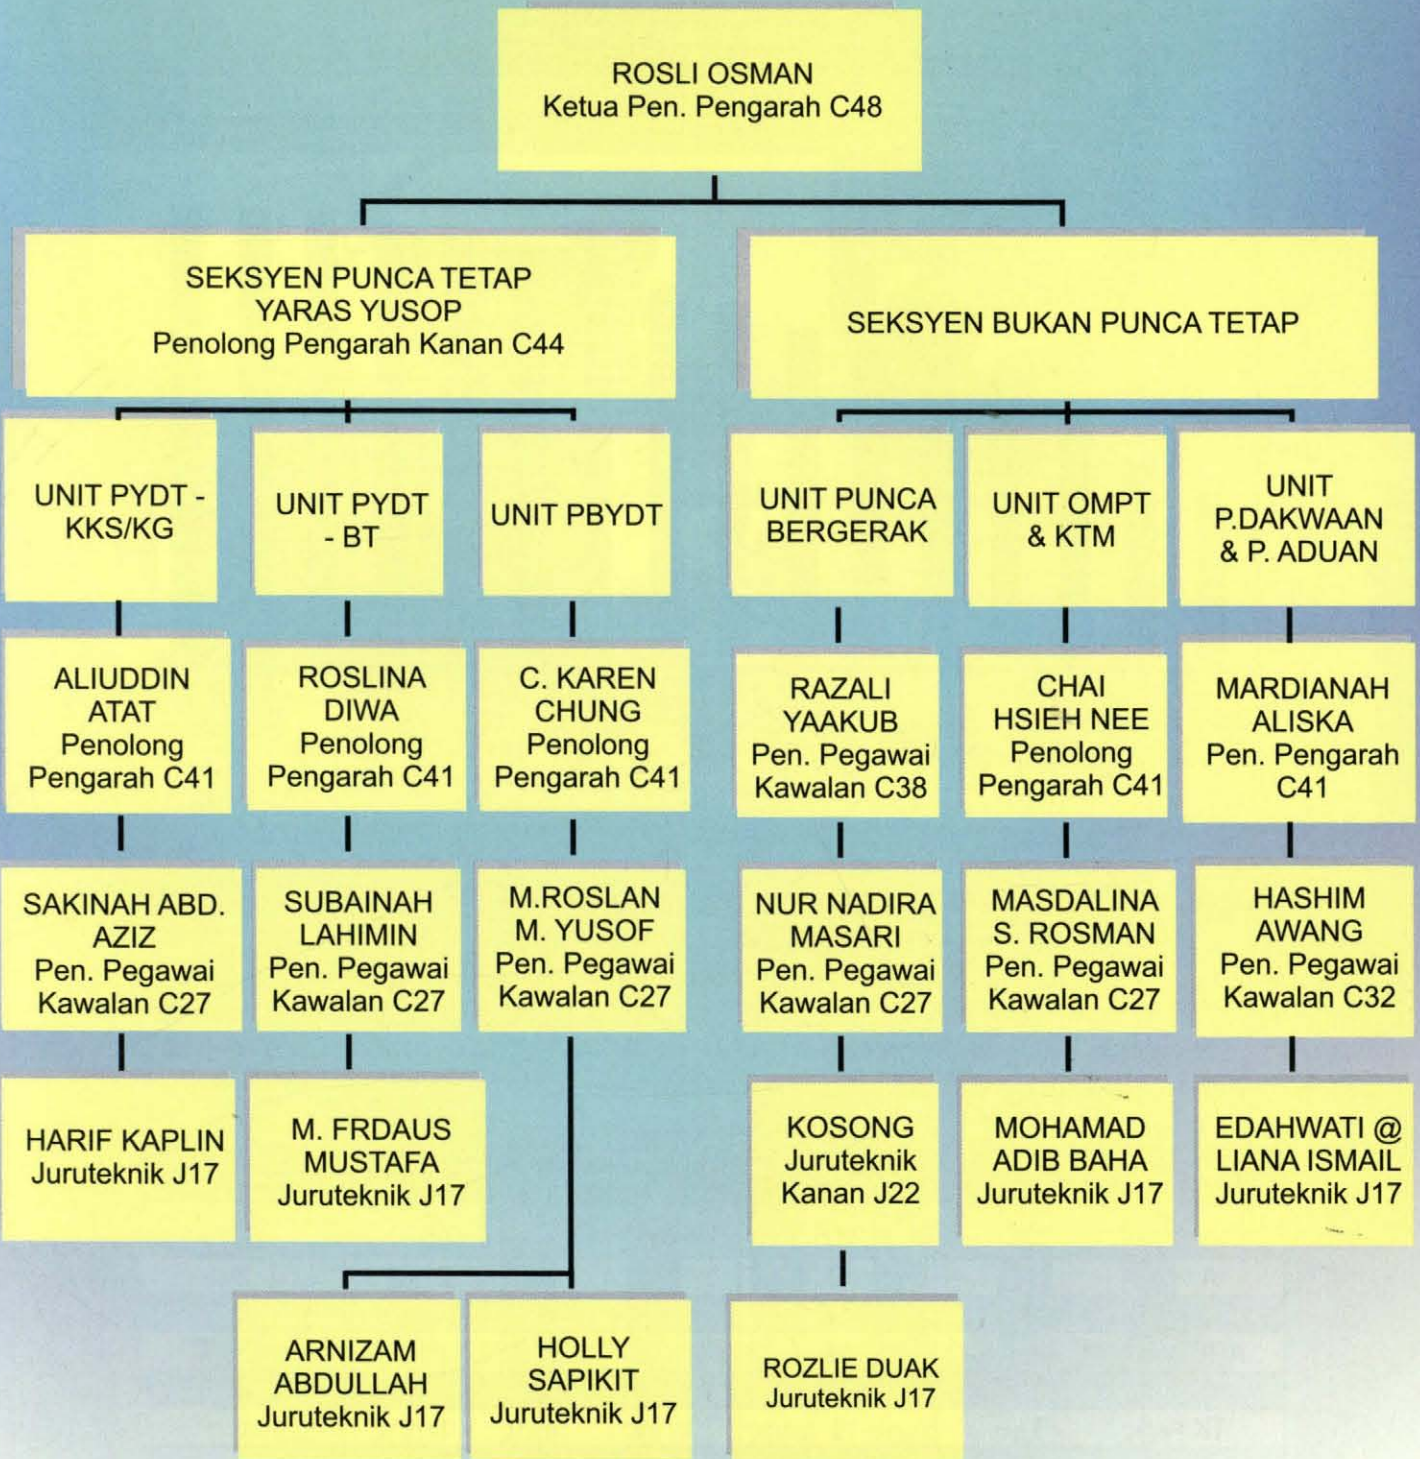 ROSLI OSMAN
Ketua Pen. Pengarah C48
SEKSYEN PUNCA TETAP
YARAS YUSOP
Penolong Pengarah Kanan C44
SEKSYEN BUKAN PUNCA TETAP
UNIT PYDT -
KKS/KG
UNIT PYDT
- BT
UNIT PBYDT
UNIT PUNCA
BERGERAK
UNIT OMPT
& KTM
UNIT
P.DAKWAAN
& P. ADUAN
ALIUDDIN
ATAT
Penolong
Pengarah C41
ROSLINA
DIWA
Penolong
Pengarah C41
C. KAREN
CHUNG
Penolong
Pengarah C41
RAZALI
YAAKUB
Pen. Pegawai
Kawalan C38
CHAI
HSIEH NEE
Penolong
Pengarah C41
MARDIANAH
ALISKA
Pen. Pengarah
C41
SAKINAH ABD.
AZIZ
Pen. Pegawai
Kawalan C27
SUBAINAH
LAHIMIN
Pen. Pegawai
Kawalan C27
M.ROSLAN
M. YUSOF
Pen. Pegawai
Kawalan C27
NUR NADIRA
MASARI
Pen. Pegawai
Kawalan C27
MASDALINA
S. ROSMAN
Pen. Pegawai
Kawalan C27
HASHIM
AWANG
Pen. Pegawai
Kawalan C32
HARIF KAPLIN
Juruteknik J17
M. FRDAUS
MUSTAFA
Juruteknik J17
KOSONG
Juruteknik
Kanan J22
MOHAMAD
ADIB BAHA
Juruteknik J17
EDAHWATI @
LIANA ISMAIL
Juruteknik J17
ARNIZAM
ABDULLAH
Juruteknik J17
HOLLY
SAPIKIT
Juruteknik J17
ROZLIE DUAK
Juruteknik J17